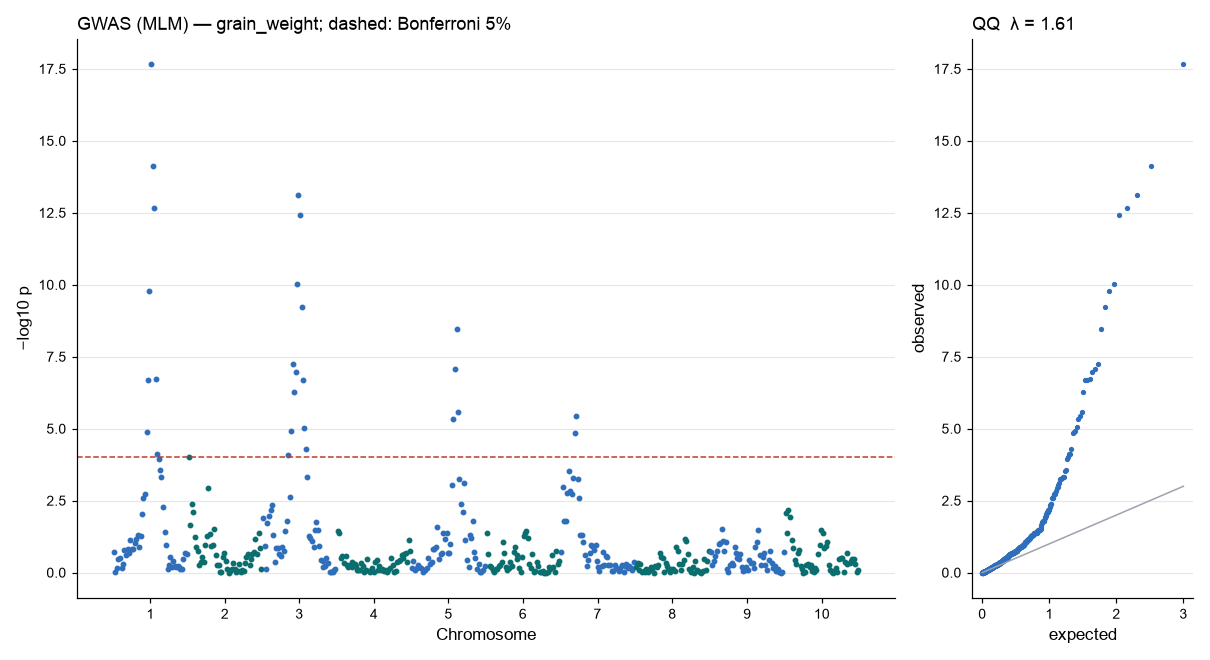 GWAS (MLM) — grain_weight; dashed: Bonferroni 5%
QQ  λ = 1.61
−log10 p
17.5
15.0
12.5
10.0
7.5
5.0
2.5
0.0
1 2 3 4 5 6 7 8 9 10
Chromosome
observed
17.5
15.0
12.5
10.0
7.5
5.0
2.5
0.0
0 1 2 3
expected